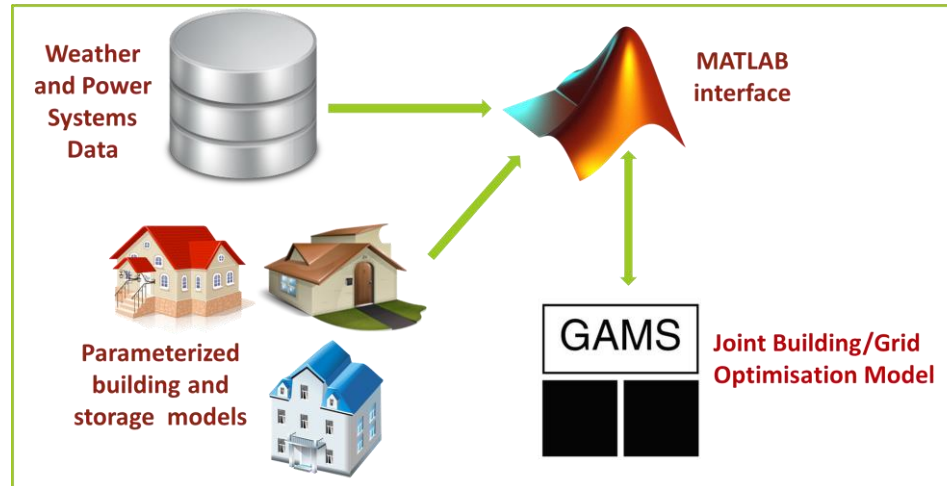 Weather
and Power
Systems
Data
MATLAB
interface
Parameterized
building and
storage models
GAMS
Joint Building/Grid
Optimisation Model